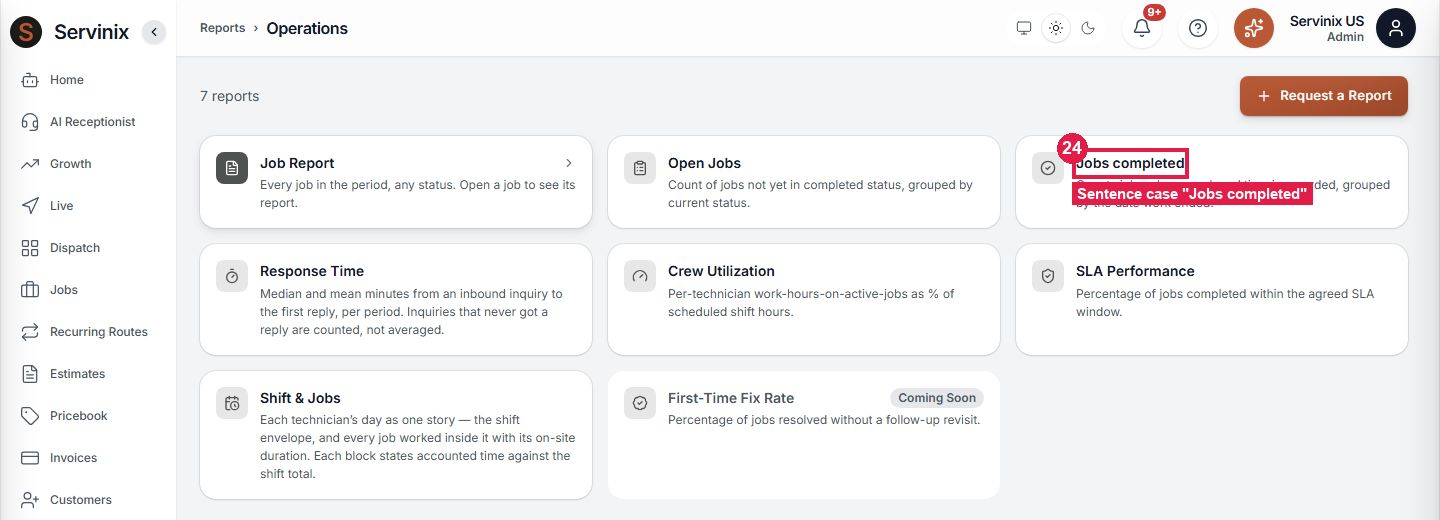 Servinix
Reports › Operations
9+
Servinix US
Admin
Home
AI Receptionist
Growth
Live
Dispatch
Jobs
Recurring Routes
Estimates
Pricebook
Invoices
Customers
7 reports
+ Request a Report
Job Report
Every job in the period, any status. Open a job to see its
report.
Open Jobs
Count of jobs not yet in completed status, grouped by
current status.
24
Jobs completed
grouped
Sentence case "Jobs completed"
Response Time
Median and mean minutes from an inbound inquiry to
the first reply, per period. Inquiries that never got a
reply are counted, not averaged.
Crew Utilization
Per-technician work-hours-on-active-jobs as % of
scheduled shift hours.
SLA Performance
Percentage of jobs completed within the agreed SLA
window.
Shift & Jobs
Each technician’s day as one story — the shift
envelope, and every job worked inside it with its on-site
duration. Each block states accounted time against the
shift total.
First-Time Fix Rate
Coming Soon
Percentage of jobs resolved without a follow-up revisit.